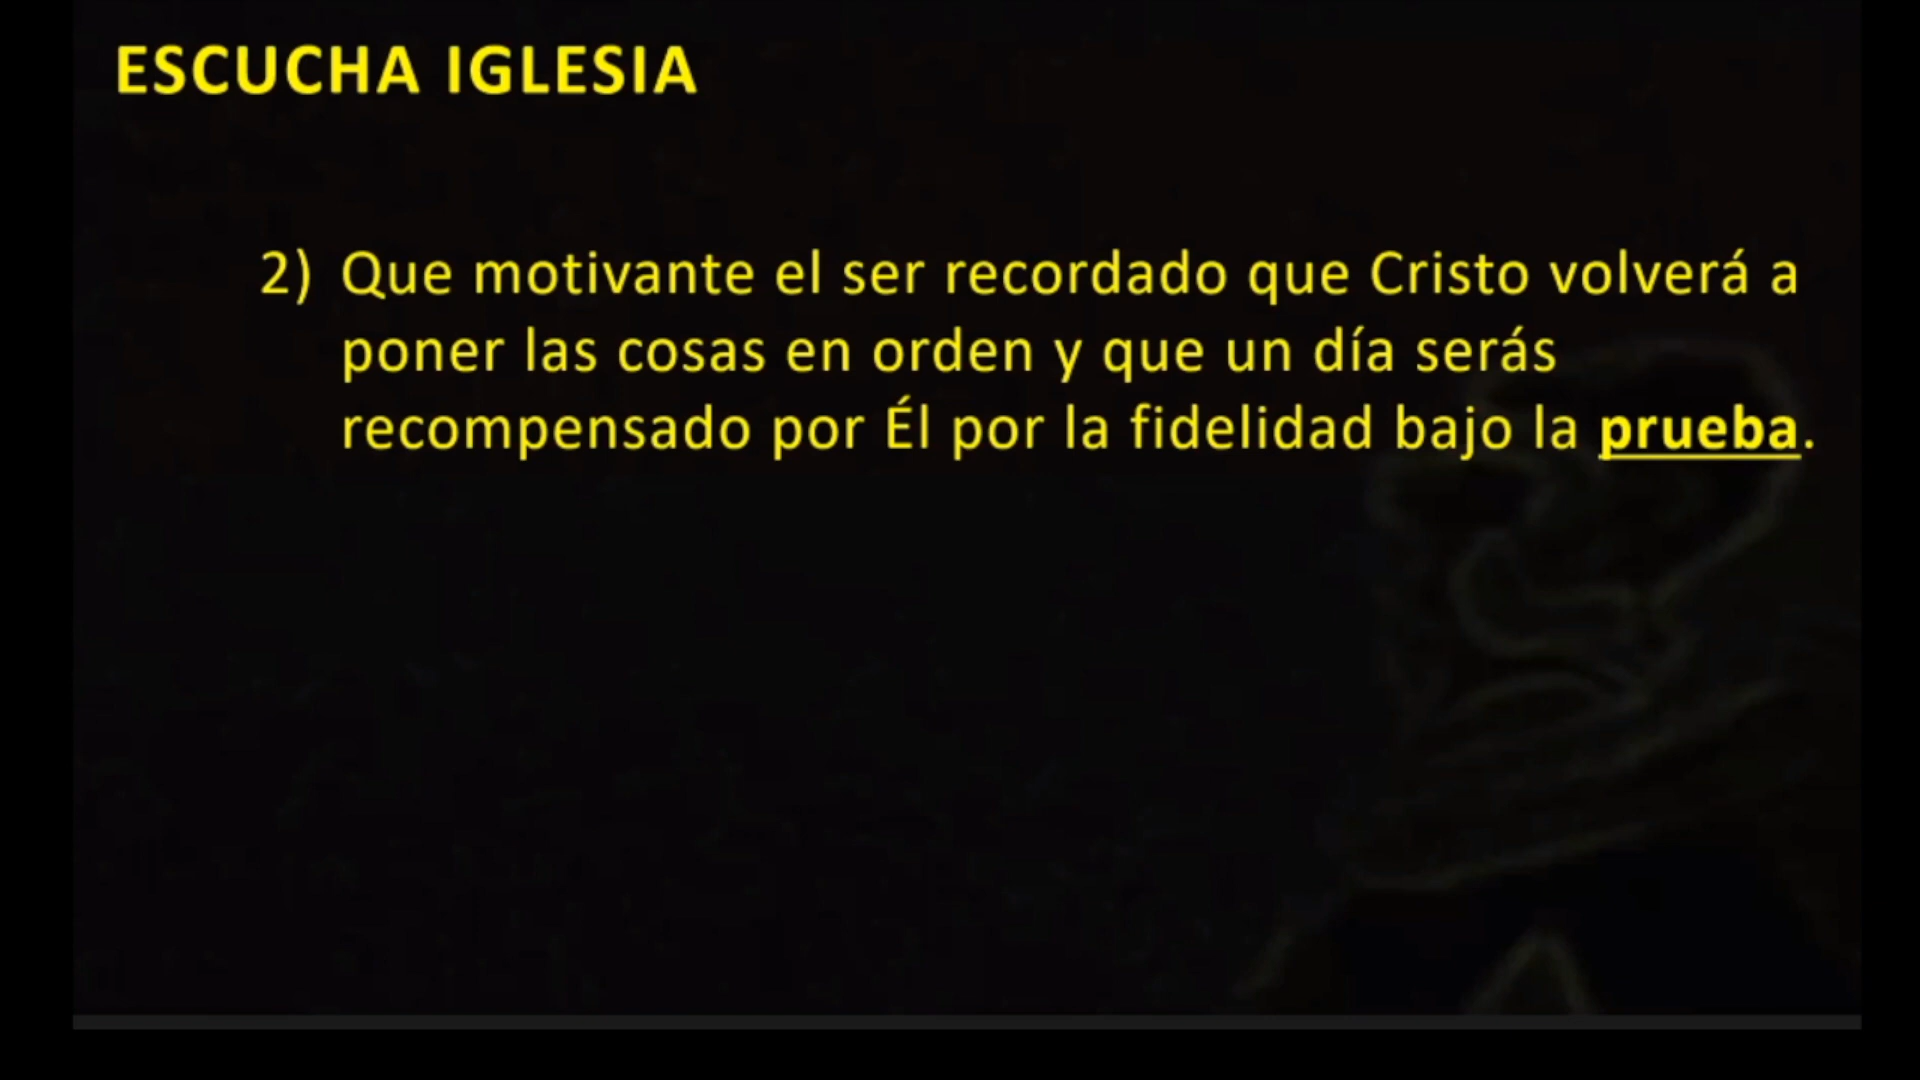 ESCUCHA IGLESIA
2) Que motivante el ser recordado que Cristo volverá a
poner las cosas en orden y que un día serás
recompensado por Él por la fidelidad bajo la prueba.